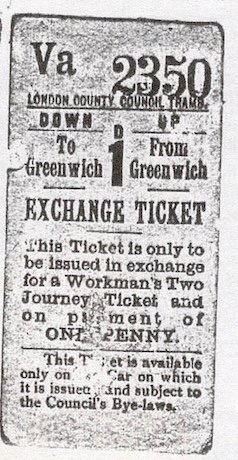 Va 2350
LONDON COUNTY COUNCIL TRAMS.
DOWN UP
D
To 1 From
Greenwich Greenwich
EXCHANGE TICKET
This Ticket is only to
be issued in exchange
for a Workman's Two
Journey Ticket and
on of
ONE PENNY.
This is available
only on on which
it is issued and subject to
the Council's Bye-laws.